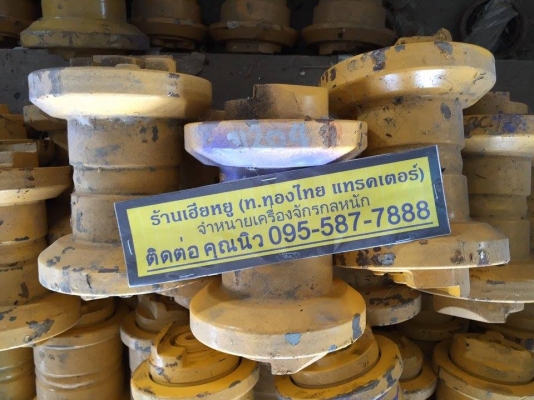 ร้านเฮียหยู (ท.ทองไทย แทรคเตอร์)
จำหน่ายเครื่องจักรกลหนัก
ติดต่อ คุณนิว 095-587-7888